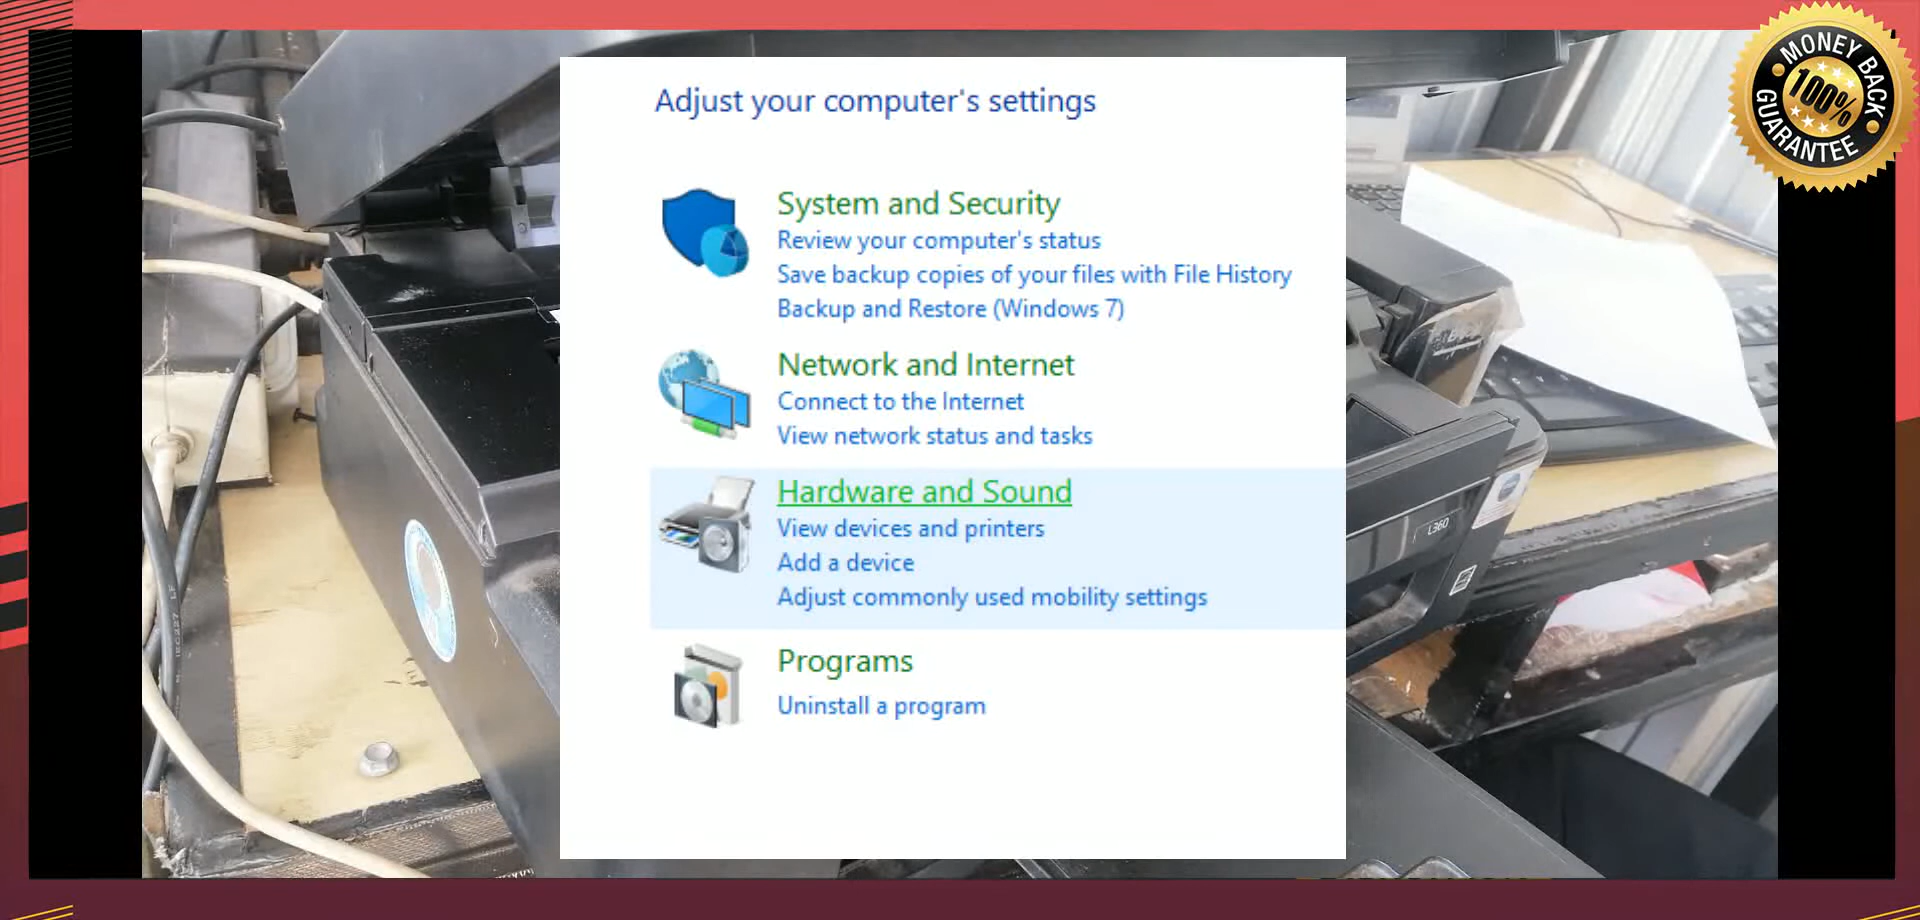 Adjust your computer's settings
System and Security
Review your computer's status
Save backup copies of your files with File History
Backup and Restore (Windows 7)
Network and Internet
Connect to the Internet
View network status and tasks
Hardware and Sound
View devices and printers
Add a device
Adjust commonly used mobility settings
Programs
Uninstall a program
MONEY BACK
100%
GUARANTEE
L360